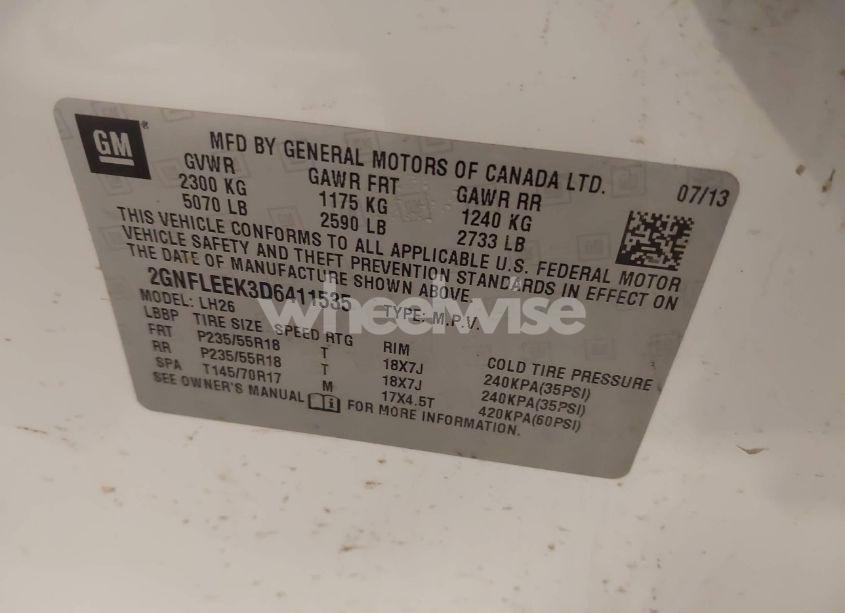 GM®
MFD BY GENERAL MOTORS OF CANADA LTD.
07/13
GVWR GAWR FRT GAWR RR
2300 KG 1175 KG 1240 KG
5070 LB 2590 LB 2733 LB
THIS VEHICLE CONFORMS TO ALL APPLICABLE U.S. FEDERAL MOTOR
VEHICLE SAFETY AND THEFT PREVENTION STANDARDS IN EFFECT ON
THE DATE OF MANUFACTURE SHOWN ABOVE.
2GNFLEEK3D6411535 TYPE: M.P.V.
MODEL: LH26
LBBP TIRE SIZE SPEED RTG RIM COLD TIRE PRESSURE
FRT P235/55R18 T 18X7J 240KPA(35PSI)
RR P235/55R18 T 18X7J 240KPA(35PSI)
SPA T145/70R17 M 17X4.5T 420KPA(60PSI)
SEE OWNER'S MANUAL i FOR MORE INFORMATION.
wheelwise